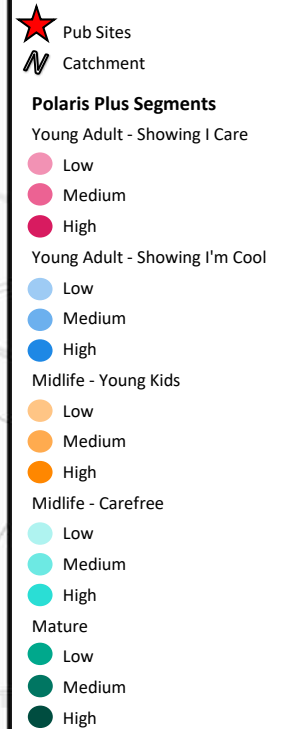 Pub Sites
Catchment
Polaris Plus Segments
Young Adult - Showing I Care
Low
Medium
High
Young Adult - Showing I'm Cool
Low
Medium
High
Midlife - Young Kids
Low
Medium
High
Midlife - Carefree
Low
Medium
High
Mature
Low
Medium
High